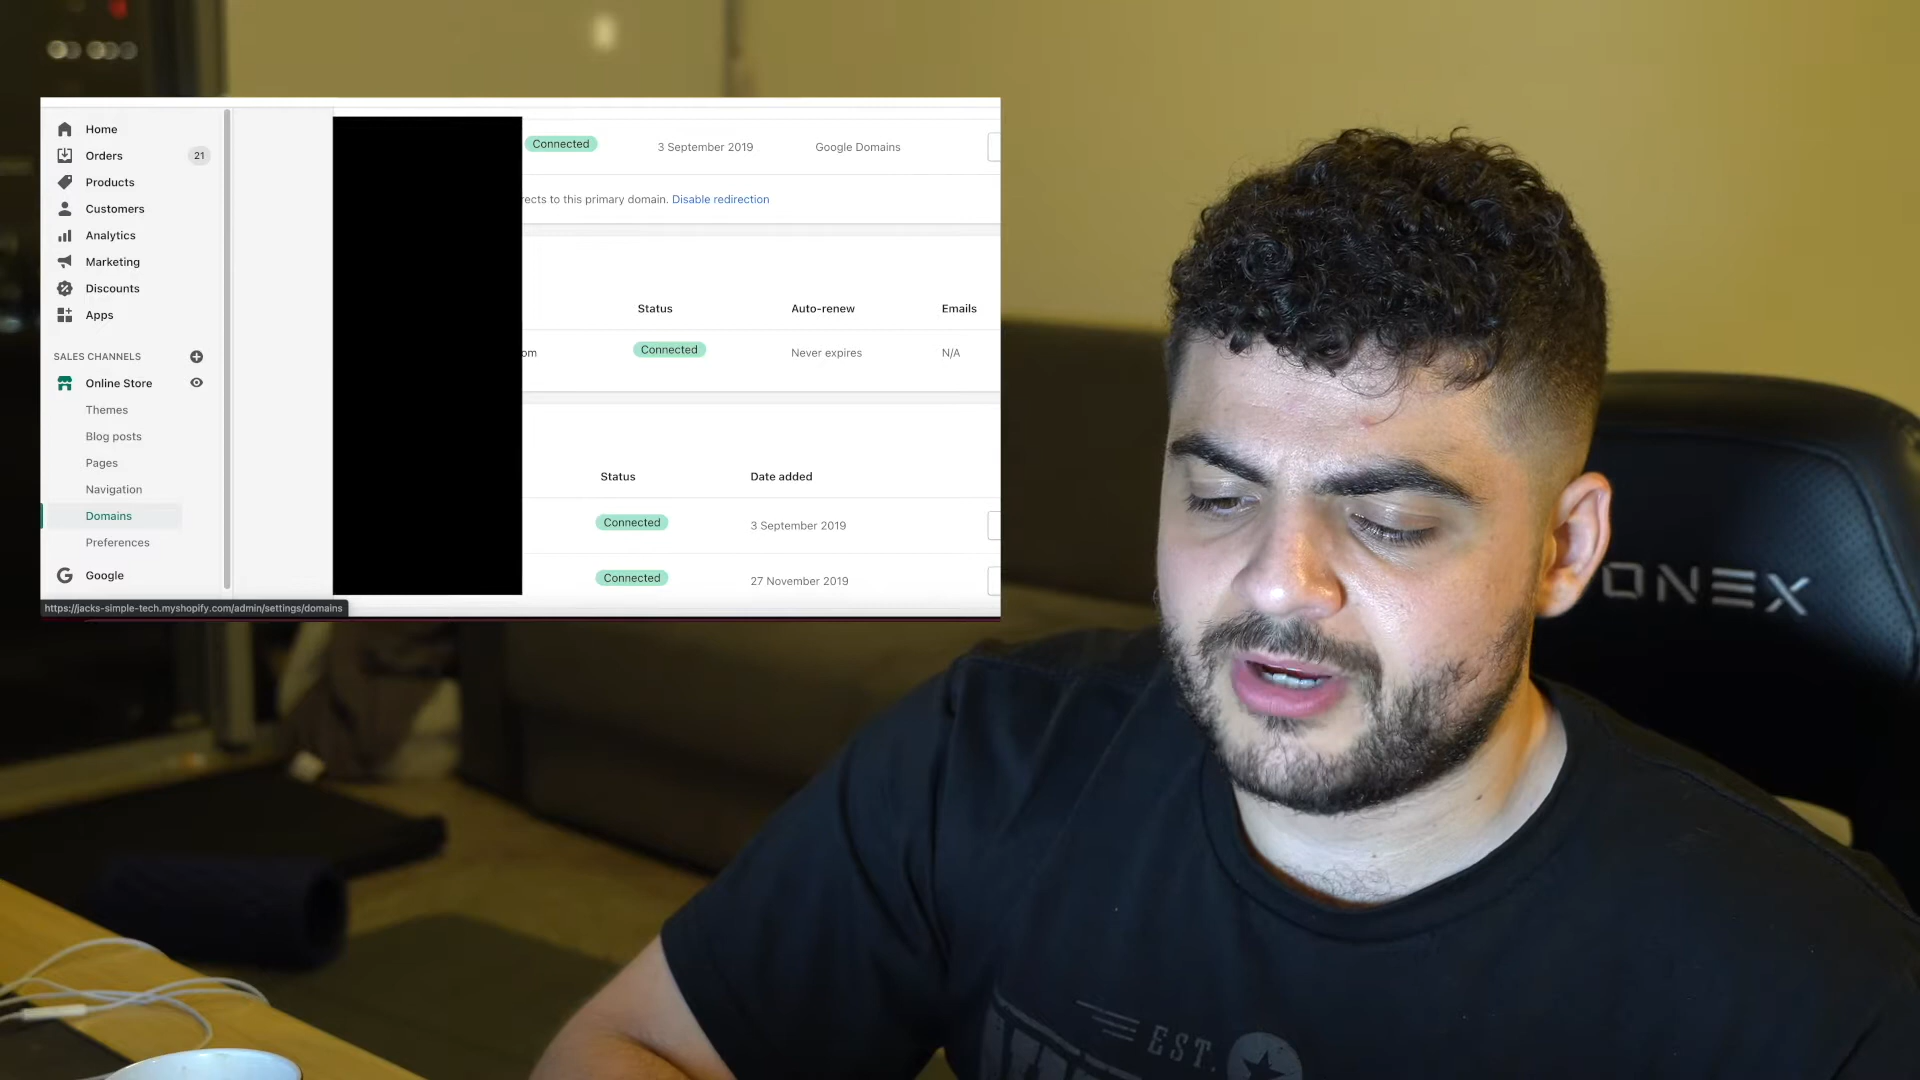 Home
Orders 21
Products
Customers
Analytics
Marketing
Discounts
Apps
SALES CHANNELS
Online Store
Themes
Blog posts
Pages
Navigation
Domains
Preferences
Google
https://jacks-simple-tech.myshopify.com/admin/settings/domains
Connected 3 September 2019 Google Domains
to this primary domain. Disable redirection
Status Auto-renew Emails
Connected Never expires N/A
Status Date added
Connected 3 September 2019
Connected 27 November 2019
ONEX
EST.